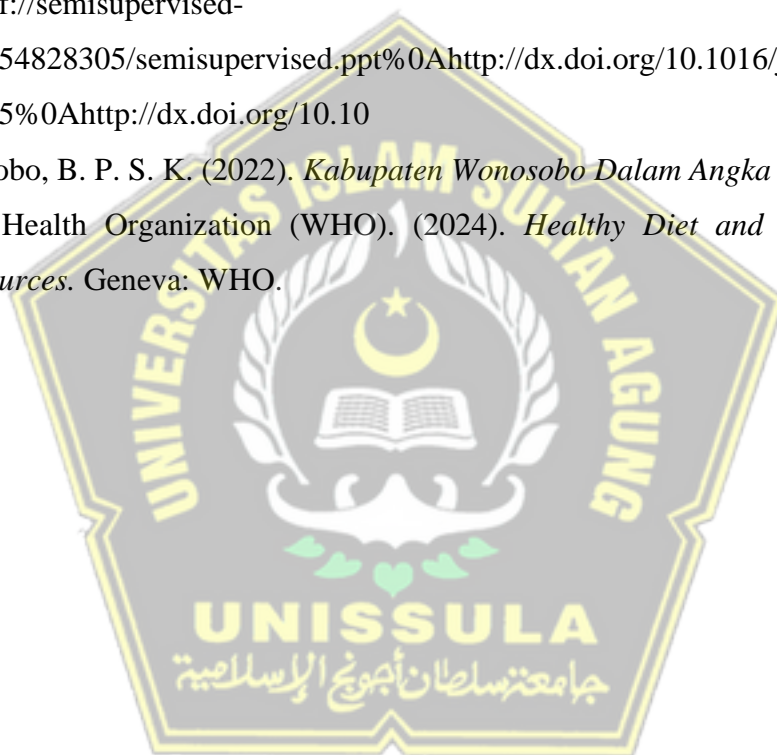 f://semisupervised-
54828305/semisupervised.ppt%0Ahttp://dx.doi.org/10.1016/
5%0Ahttp://dx.doi.org/10.10
obo, B. P. S. K. (2022). Kabupaten Wonosobo Dalam Angka
Health Organization (WHO). (2024). Healthy Diet and
urces. Geneva: WHO.
UNIVERSITAS ISLAM SULTAN AGUNG
UNISSULA
جامعة سلطان أجونج الإسلامية